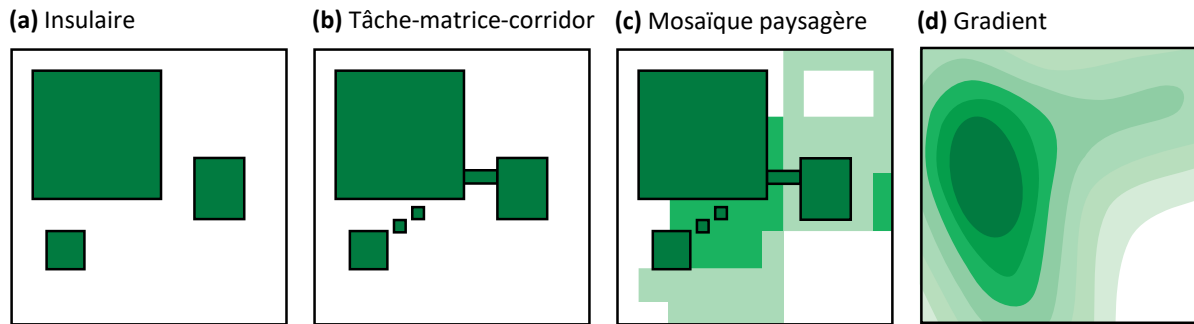 (a) Insulaire
(b) Tâche-matrice-corridor
(c) Mosaïque paysagère
(d) Gradient